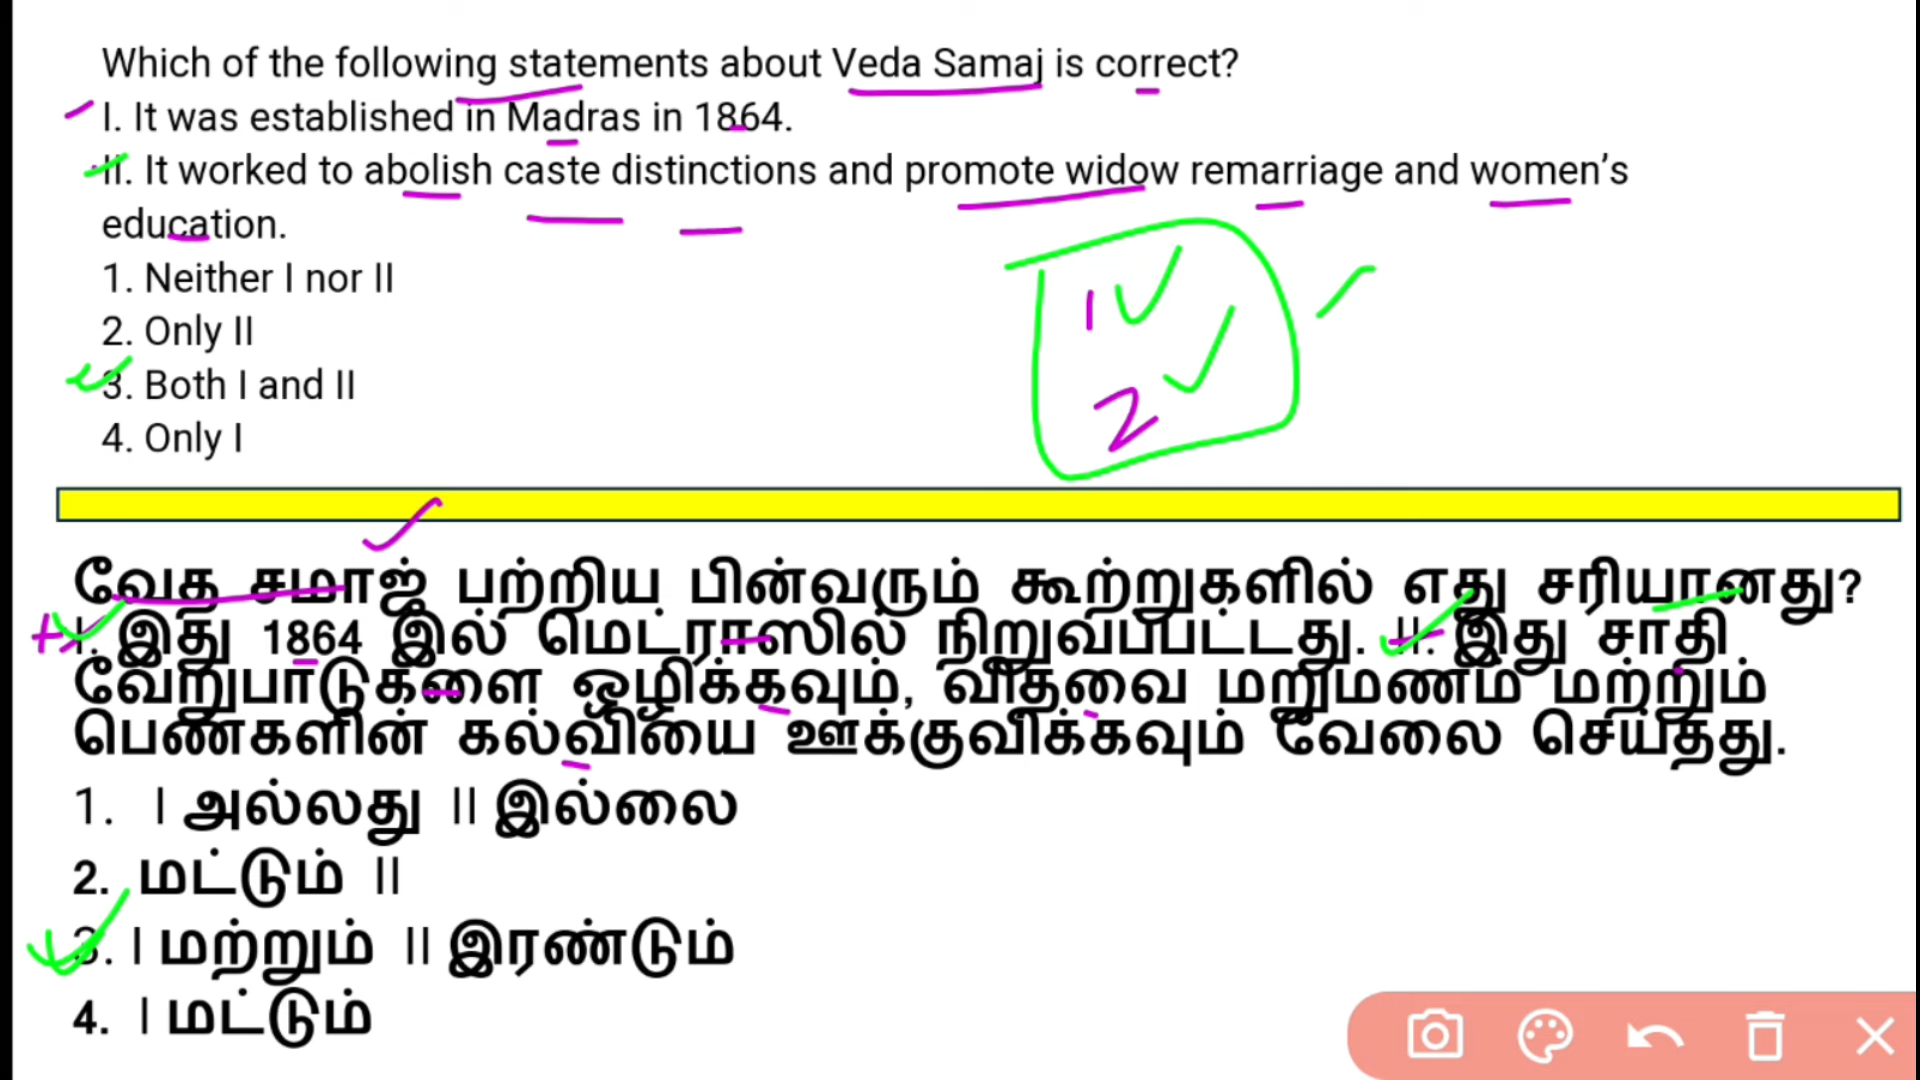 Which of the following statements about Veda Samaj is correct?
I. It was established in Madras in 1864.
II. It worked to abolish caste distinctions and promote widow remarriage and women's
education.
1. Neither I nor II
2. Only II
3. Both I and II
4. Only I
1
2
வேத சமாஜ் பற்றிய பின்வரும் கூற்றுகளில் எது சரியானது?
I. இது 1864 இல் மெட்ராஸில் நிறுவப்பட்டது. II. இது சாதி
வேறுபாடுகளை ஒழிக்கவும், விதவை மறுமணம் மற்றும்
பெண்களின் கல்வியை ஊக்குவிக்கவும் வேலை செய்தது.
1. I அல்லது II இல்லை
2. மட்டும் II
3. I மற்றும் II இரண்டும்
4. I மட்டும்